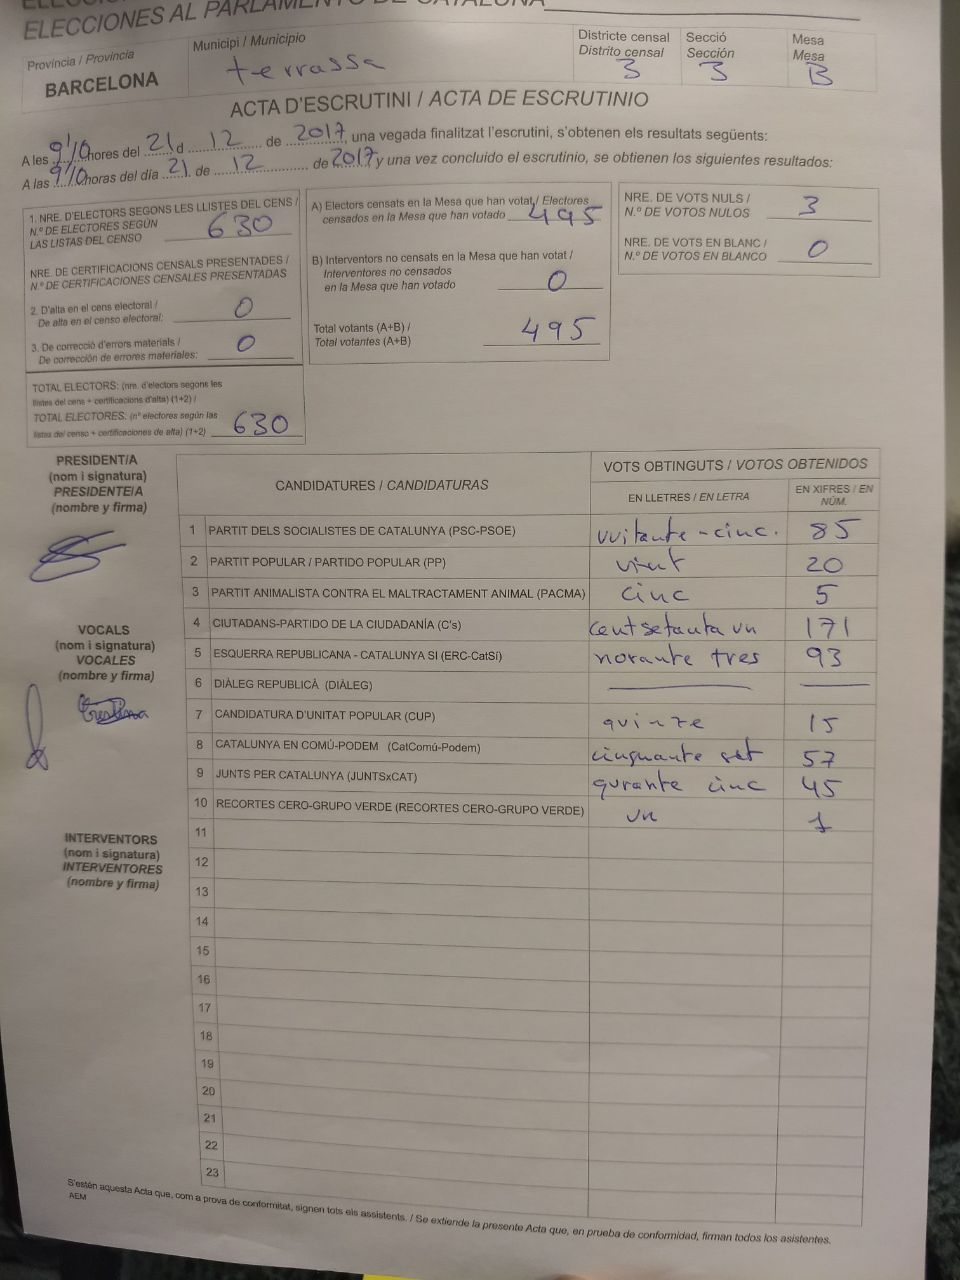 ELECCIONES AL PARLAMENTO DE CATALUÑA
Província / Provincia
BARCELONA
Municipi / Municipio
terrassa
Districte censal
Distrito censal
3
Secció
Sección
3
Mesa
Mesa
B
ACTA D'ESCRUTINI / ACTA DE ESCRUTINIO
A les 9'10 hores del 21 d 12 de 2017, una vegada finalitzat l'escrutini, s'obtenen els resultats següents:
A las 9'10 horas del día 21 de 12 de 2017 y una vez concluido el escrutinio, se obtienen los siguientes resultados:
1. NRE. D'ELECTORS SEGONS LES LLISTES DEL CENS /
N.º DE ELECTORES SEGÚN
LAS LISTAS DEL CENSO 630
NRE. DE CERTIFICACIONS CENSALS PRESENTADES /
N.º DE CERTIFICACIONES CENSALES PRESENTADAS
2. D'alta en el cens electoral /
De alta en el censo electoral: 0
3. De correcció d'errors materials /
De corrección de errores materiales: 0
TOTAL ELECTORS: (nre. d'electors segons les
llistes del cens + certificacions d'alta) (1+2) /
TOTAL ELECTORES: (nº electores según las
listas del censo + certificaciones de alta) (1+2) 630
A) Electors censats en la Mesa que han votat / Electores
censados en la Mesa que han votado 495
B) Interventors no censats en la Mesa que han votat /
Interventores no censados
en la Mesa que han votado 0
Total votants (A+B) /
Total votantes (A+B) 495
NRE. DE VOTS NULS /
N.º DE VOTOS NULOS 3
NRE. DE VOTS EN BLANC /
N.º DE VOTOS EN BLANCO 0
PRESIDENT/A
(nom i signatura)
PRESIDENTE/A
(nombre y firma)
VOCALS
(nom i signatura)
VOCALES
(nombre y firma)
Cristina
INTERVENTORS
(nom i signatura)
INTERVENTORES
(nombre y firma)
CANDIDATURES / CANDIDATURAS
VOTS OBTINGUTS / VOTOS OBTENIDOS
EN LLETRES / EN LETRA
EN XIFRES / EN
NÚM.
1 PARTIT DELS SOCIALISTES DE CATALUNYA (PSC-PSOE) vuitante-cinc. 85
2 PARTIT POPULAR / PARTIDO POPULAR (PP) vint 20
3 PARTIT ANIMALISTA CONTRA EL MALTRACTAMENT ANIMAL (PACMA) cinc 5
4 CIUTADANS-PARTIDO DE LA CIUDADANÍA (C's) cent setanta un 171
5 ESQUERRA REPUBLICANA - CATALUNYA SI (ERC-CatSí) norante tres 93
6 DIÀLEG REPUBLICÀ (DIÀLEG)
7 CANDIDATURA D'UNITAT POPULAR (CUP) quinze 15
8 CATALUNYA EN COMÚ-PODEM (CatComú-Podem) cinquante set 57
9 JUNTS PER CATALUNYA (JUNTSxCAT) qurante cinc 45
10 RECORTES CERO-GRUPO VERDE (RECORTES CERO-GRUPO VERDE) un 1
11
12
13
14
15
16
17
18
19
20
21
22
23
S'estén aquesta Acta que, com a prova de conformitat, signen tots els assistents. / Se extiende la presente Acta que, en prueba de conformidad, firman todos los asistentes.
AEM